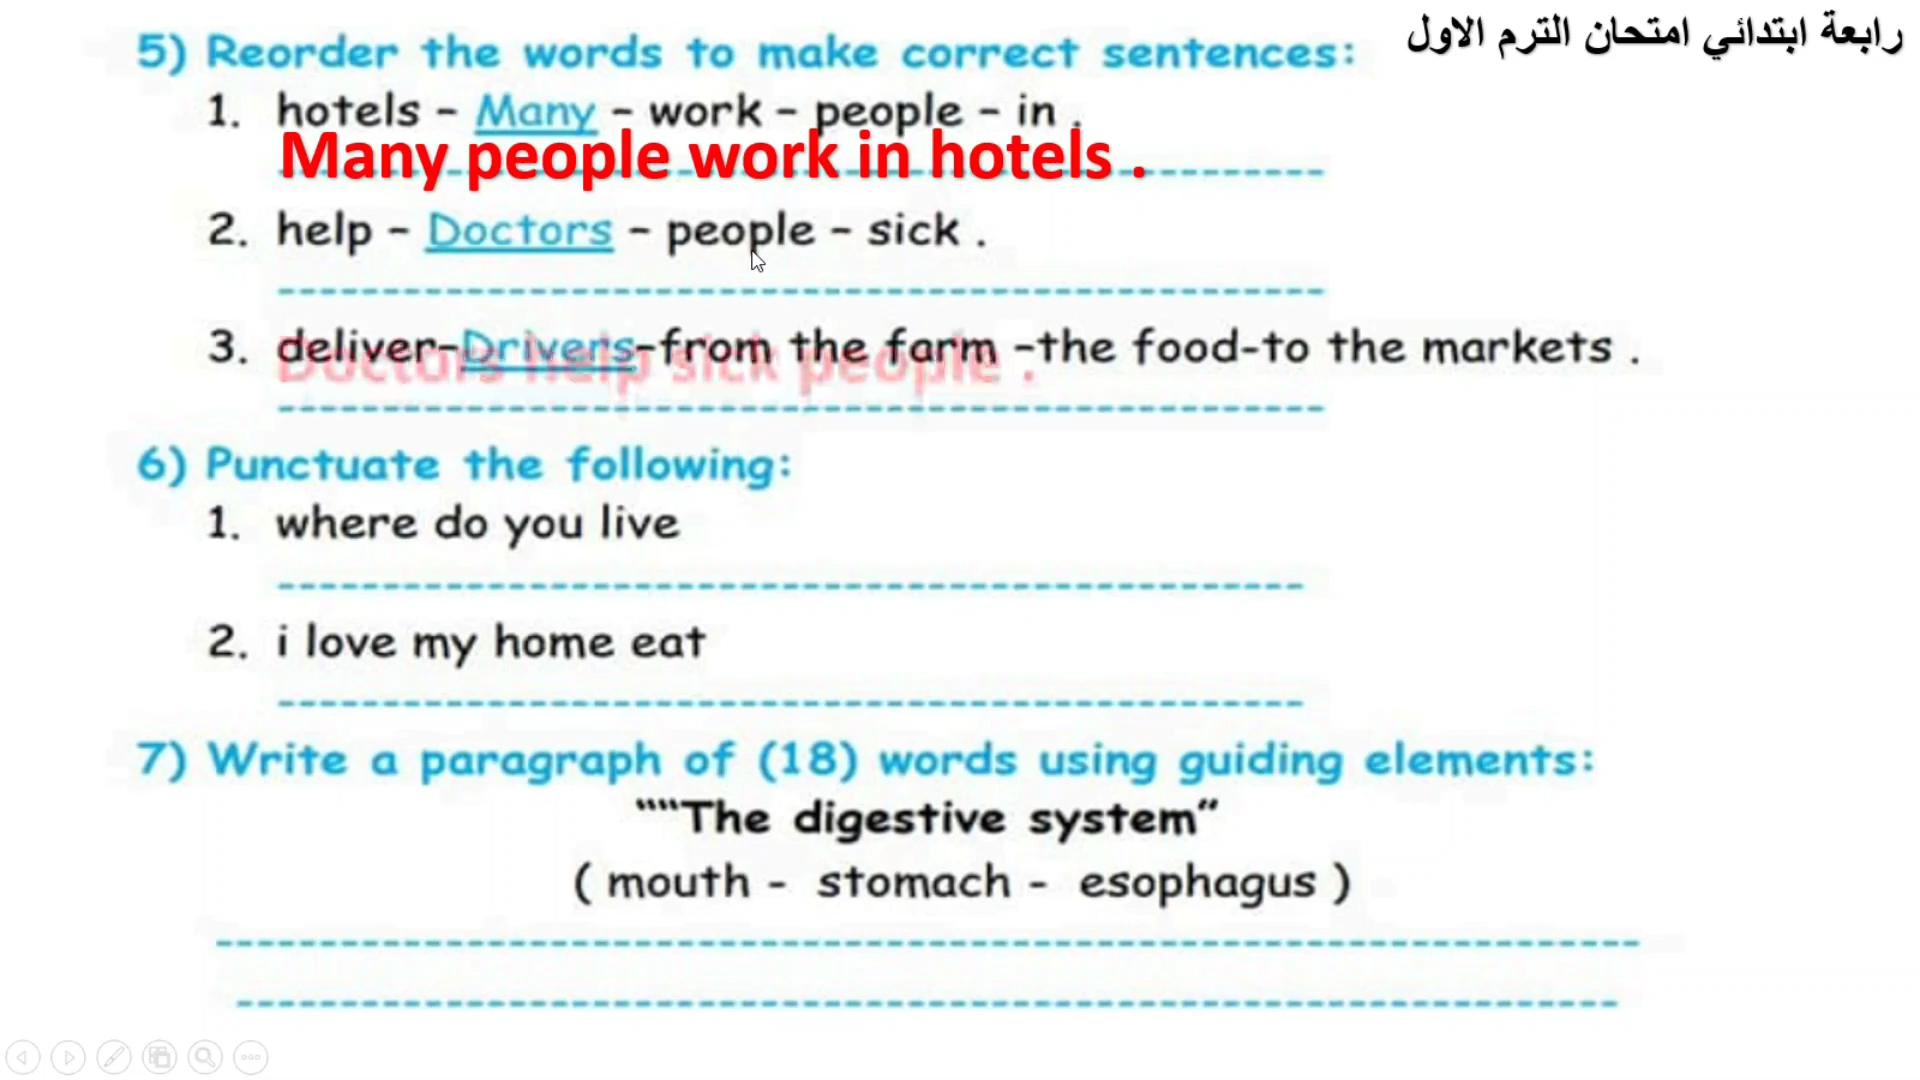 رابعة ابتدائي امتحان الترم الاول
5) Reorder the words to make correct sentences:
1. hotels - Many - work - people - in .
Many people work in hotels .
2. help - Doctors - people - sick .
3. deliver-Drivers-from the farm -the food-to the markets .
Doctors help sick people .
6) Punctuate the following:
1. where do you live
2. i love my home eat
7) Write a paragraph of (18) words using guiding elements:
““The digestive system”
( mouth - stomach - esophagus )